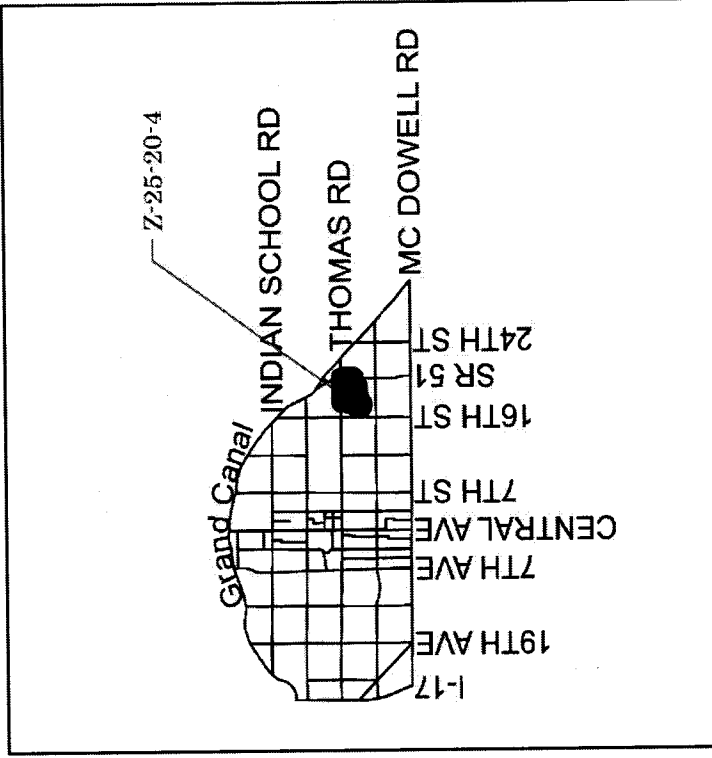 Z-25-20-4
Grand Canal
INDIAN SCHOOL RD
THOMAS RD
MC DOWELL RD
I-17
19TH AVE
7TH AVE
CENTRAL AVE
7TH ST
16TH ST
SR 51
24TH ST